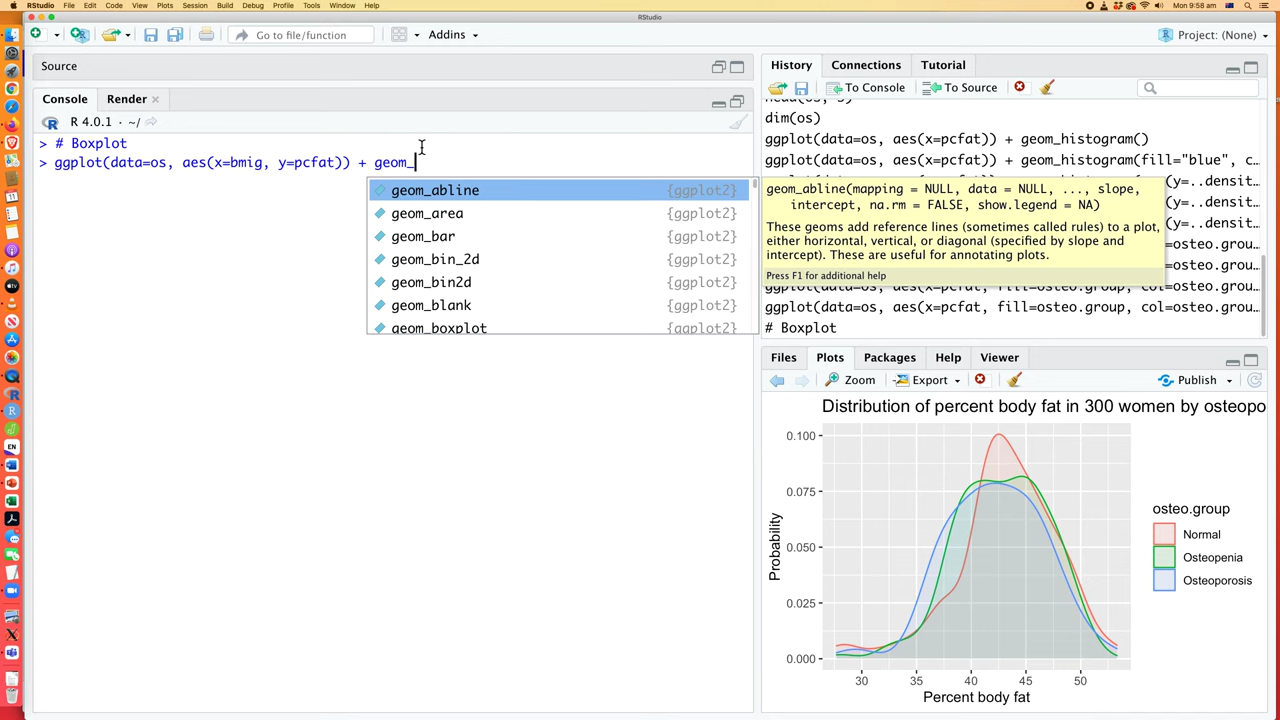 RStudio File Edit Code View Plots Session Build Debug Profile Tools Window Help Mon 9:58 am
RStudio
Go to file/function Addins Project: (None)
Source
Console Render
R 4.0.1 · ~/
> # Boxplot
> ggplot(data=os, aes(x=bmig, y=pcfat)) + geom_
geom_abline {ggplot2}
geom_area {ggplot2}
geom_bar {ggplot2}
geom_bin_2d {ggplot2}
geom_bin2d {ggplot2}
geom_blank {ggplot2}
geom_boxplot {ggplot2}
History Connections Tutorial
To Console To Source
dim(os)
ggplot(data=os, aes(x=pcfat)) + geom_histogram()
ggplot(data=os, aes(x=pcfat)) + geom_histogram(fill="blue", c…
(y=..densit…
geom_abline(mapping = NULL, data = NULL, ..., slope,
intercept, na.rm = FALSE, show.legend = NA)
(y=..densit…
These geoms add reference lines (sometimes called rules) to a plot,
either horizontal, vertical, or diagonal (specified by slope and
intercept). These are useful for annotating plots.
(y=..densit…
=osteo.grou…
=osteo.grou…
Press F1 for additional help
ggplot(data=os, aes(x=pcfat, fill=osteo.group, col=osteo.grou…
ggplot(data=os, aes(x=pcfat, fill=osteo.group, col=osteo.grou…
# Boxplot
Files Plots Packages Help Viewer
Zoom Export Publish
Distribution of percent body fat in 300 women by osteopo
0.100
0.075
0.050
0.025
0.000
Probability
30 35 40 45 50
Percent body fat
osteo.group
Normal
Osteopenia
Osteoporosis
EN